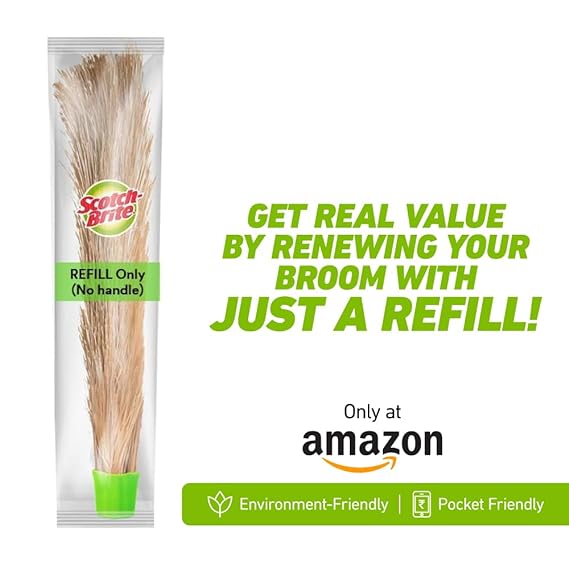 Scotch-
Brite
REFILL Only
(No handle)
GET REAL VALUE
BY RENEWING YOUR
BROOM WITH
JUST A REFILL!
Only at
amazon
Environment-Friendly | ₹ Pocket Friendly